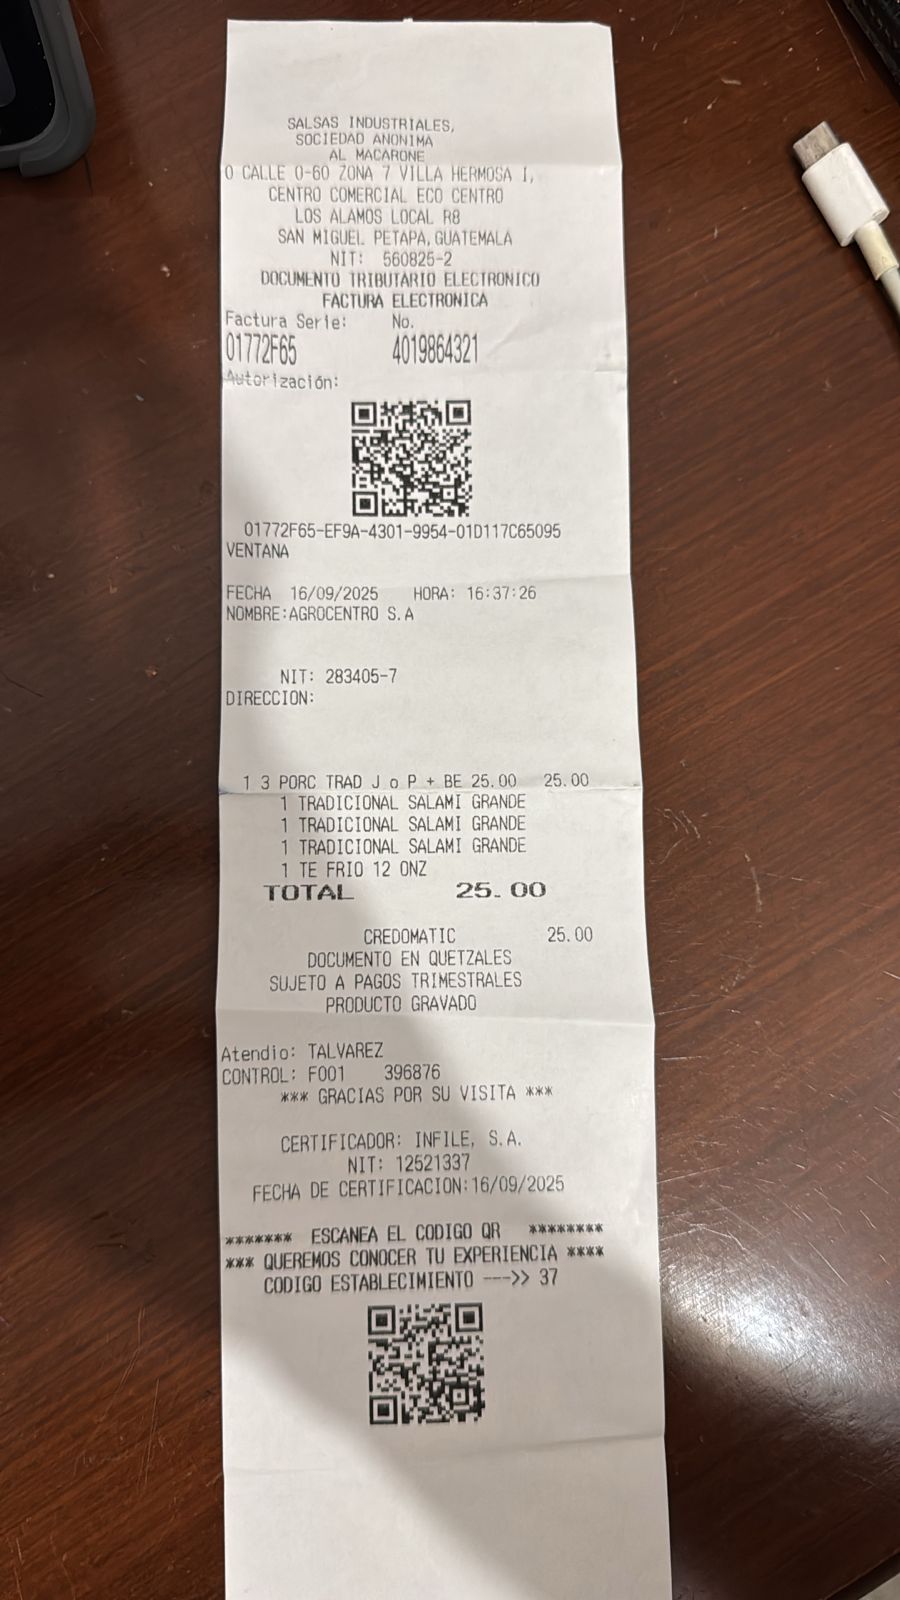 SALSAS INDUSTRIALES,
SOCIEDAD ANONIMA
AL MACARONE
0 CALLE 0-60 ZONA 7 VILLA HERMOSA I,
CENTRO COMERCIAL ECO CENTRO
LOS ALAMOS LOCAL R8
SAN MIGUEL PETAPA,GUATEMALA
NIT: 560825-2
DOCUMENTO TRIBUTARIO ELECTRONICO
FACTURA ELECTRONICA
Factura Serie: No.
01772F65 4019864321
Autorización:
01772F65-EF9A-4301-9954-01D117C65095
VENTANA
FECHA 16/09/2025 HORA: 16:37:26
NOMBRE:AGROCENTRO S.A
NIT: 283405-7
DIRECCION:
1 3 PORC TRAD J o P + BE 25.00 25.00
1 TRADICIONAL SALAMI GRANDE
1 TRADICIONAL SALAMI GRANDE
1 TRADICIONAL SALAMI GRANDE
1 TE FRIO 12 ONZ
TOTAL 25.00
CREDOMATIC 25.00
DOCUMENTO EN QUETZALES
SUJETO A PAGOS TRIMESTRALES
PRODUCTO GRAVADO
Atendio: TALVAREZ
CONTROL: F001 396876
*** GRACIAS POR SU VISITA ***
CERTIFICADOR: INFILE, S.A.
NIT: 12521337
FECHA DE CERTIFICACION:16/09/2025
******* ESCANEA EL CODIGO QR ********
*** QUEREMOS CONOCER TU EXPERIENCIA ****
CODIGO ESTABLECIMIENTO --->> 37